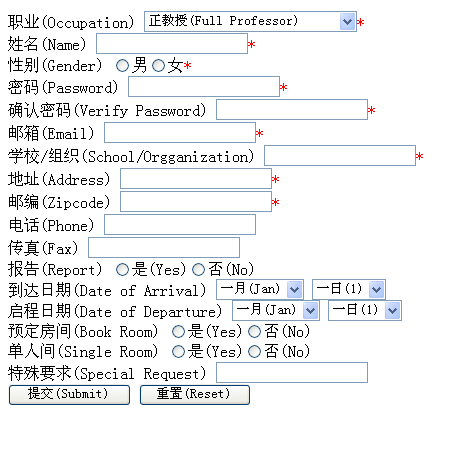 职业(Occupation) 正教授(Full Professor)*
姓名(Name) *
性别(Gender) 男 女*
密码(Password) *
确认密码(Verify Password) *
邮箱(Email) *
学校/组织(School/Orgganization) *
地址(Address) *
邮编(Zipcode) *
电话(Phone)
传真(Fax)
报告(Report) 是(Yes) 否(No)
到达日期(Date of Arrival) 一月(Jan) 一日(1)
启程日期(Date of Departure) 一月(Jan) 一日(1)
预定房间(Book Room) 是(Yes) 否(No)
单人间(Single Room) 是(Yes) 否(No)
特殊要求(Special Request)
提交(Submit) 重置(Reset)